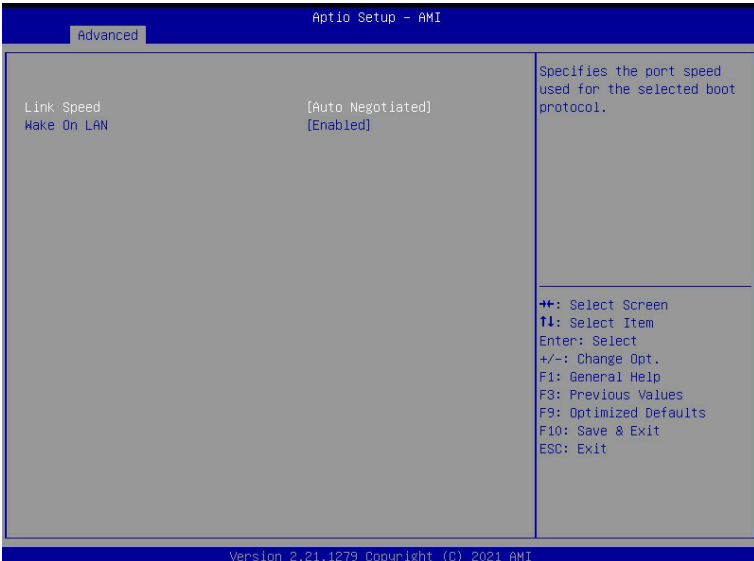 Aptio Setup – AMI
Advanced
Link Speed [Auto Negotiated]
Wake On LAN [Enabled]
Specifies the port speed
used for the selected boot
protocol.
→←: Select Screen
↑↓: Select Item
Enter: Select
+/-: Change Opt.
F1: General Help
F3: Previous Values
F9: Optimized Defaults
F10: Save & Exit
ESC: Exit
Version 2.21.1279 Copyright (C) 2021 AMI